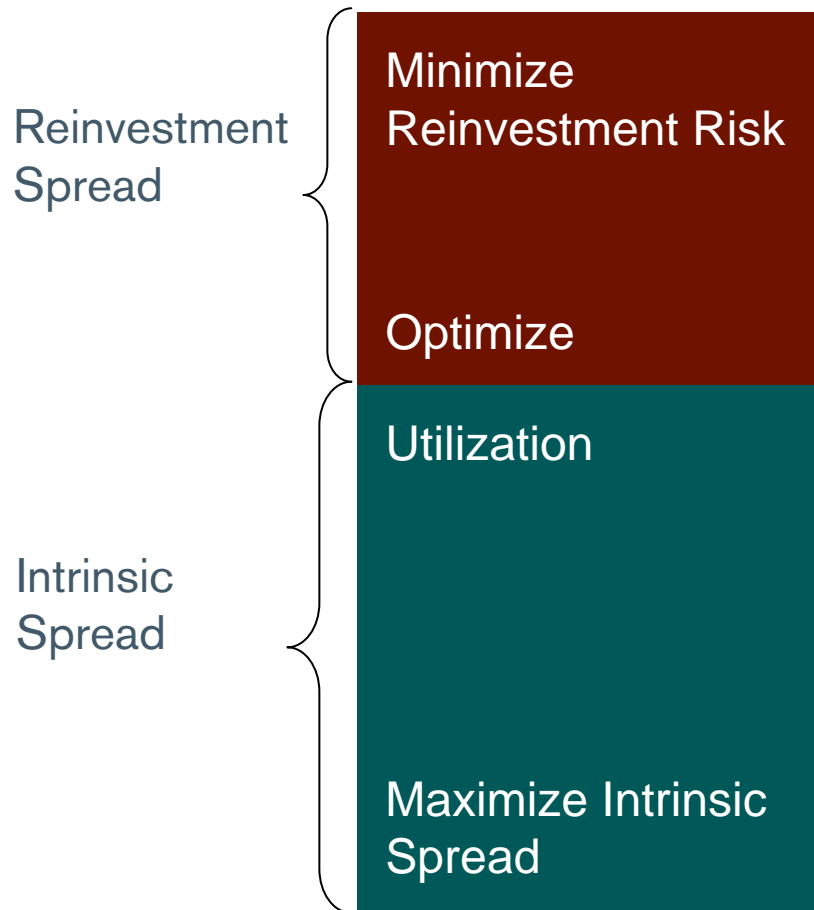 Reinvestment
Spread
Minimize
Reinvestment Risk
Optimize
Utilization
Intrinsic
Spread
Maximize Intrinsic
Spread